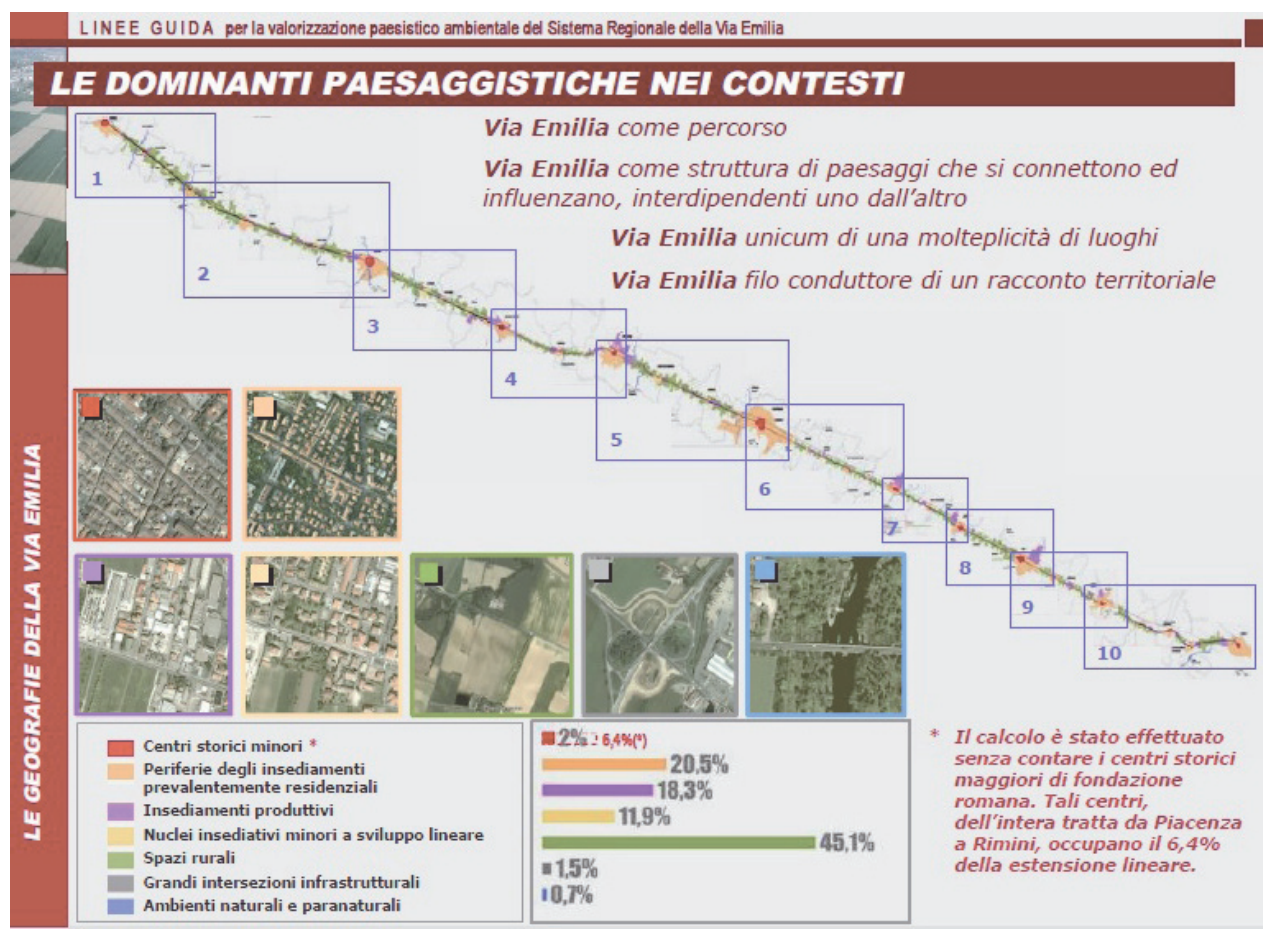 LINEE GUIDA per la valorizzazione paesistico ambientale del Sistema Regionale della Via Emilia
LE DOMINANTI PAESAGGISTICHE NEI CONTESTI
Via Emilia come percorso
Via Emilia come struttura di paesaggi che si connettono ed
influenzano, interdipendenti uno dall'altro
Via Emilia unicum di una molteplicità di luoghi
Via Emilia filo conduttore di un racconto territoriale
1
2
3
4
5
6
7
8
9
10
LE GEOGRAFIE DELLA VIA EMILIA
Centri storici minori *
Periferie degli insediamenti
prevalentemente residenziali
Insediamenti produttivi
Nuclei insediativi minori a sviluppo lineare
Spazi rurali
Grandi intersezioni infrastrutturali
Ambienti naturali e paranaturali
2% 6,4%(*)
20,5%
18,3%
11,9%
45,1%
1,5%
0,7%
* Il calcolo è stato effettuato
senza contare i centri storici
maggiori di fondazione
romana. Tali centri,
dell'intera tratta da Piacenza
a Rimini, occupano il 6,4%
della estensione lineare.